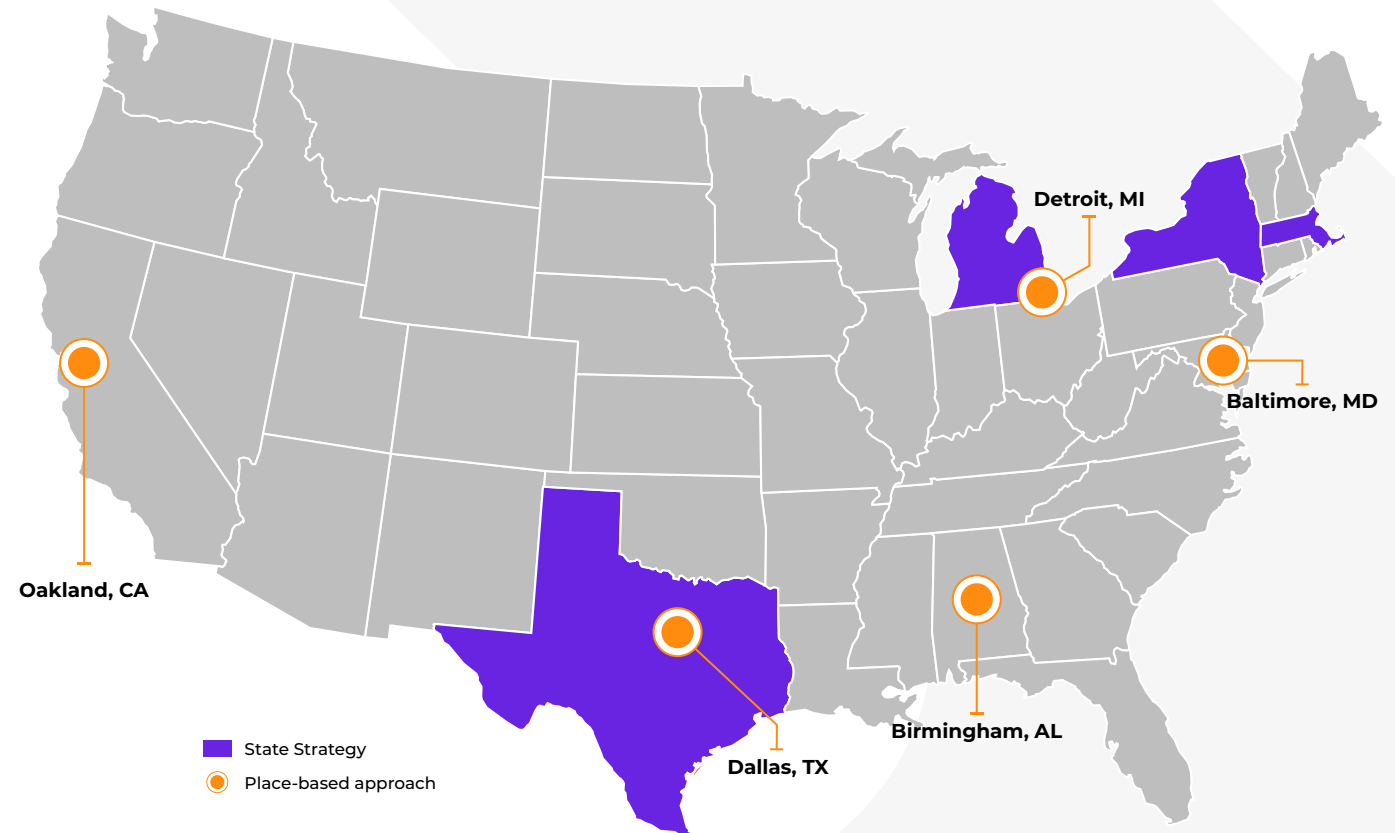 Detroit, MI
Baltimore, MD
Oakland, CA
Birmingham, AL
State Strategy
Dallas, TX
Place-based approach